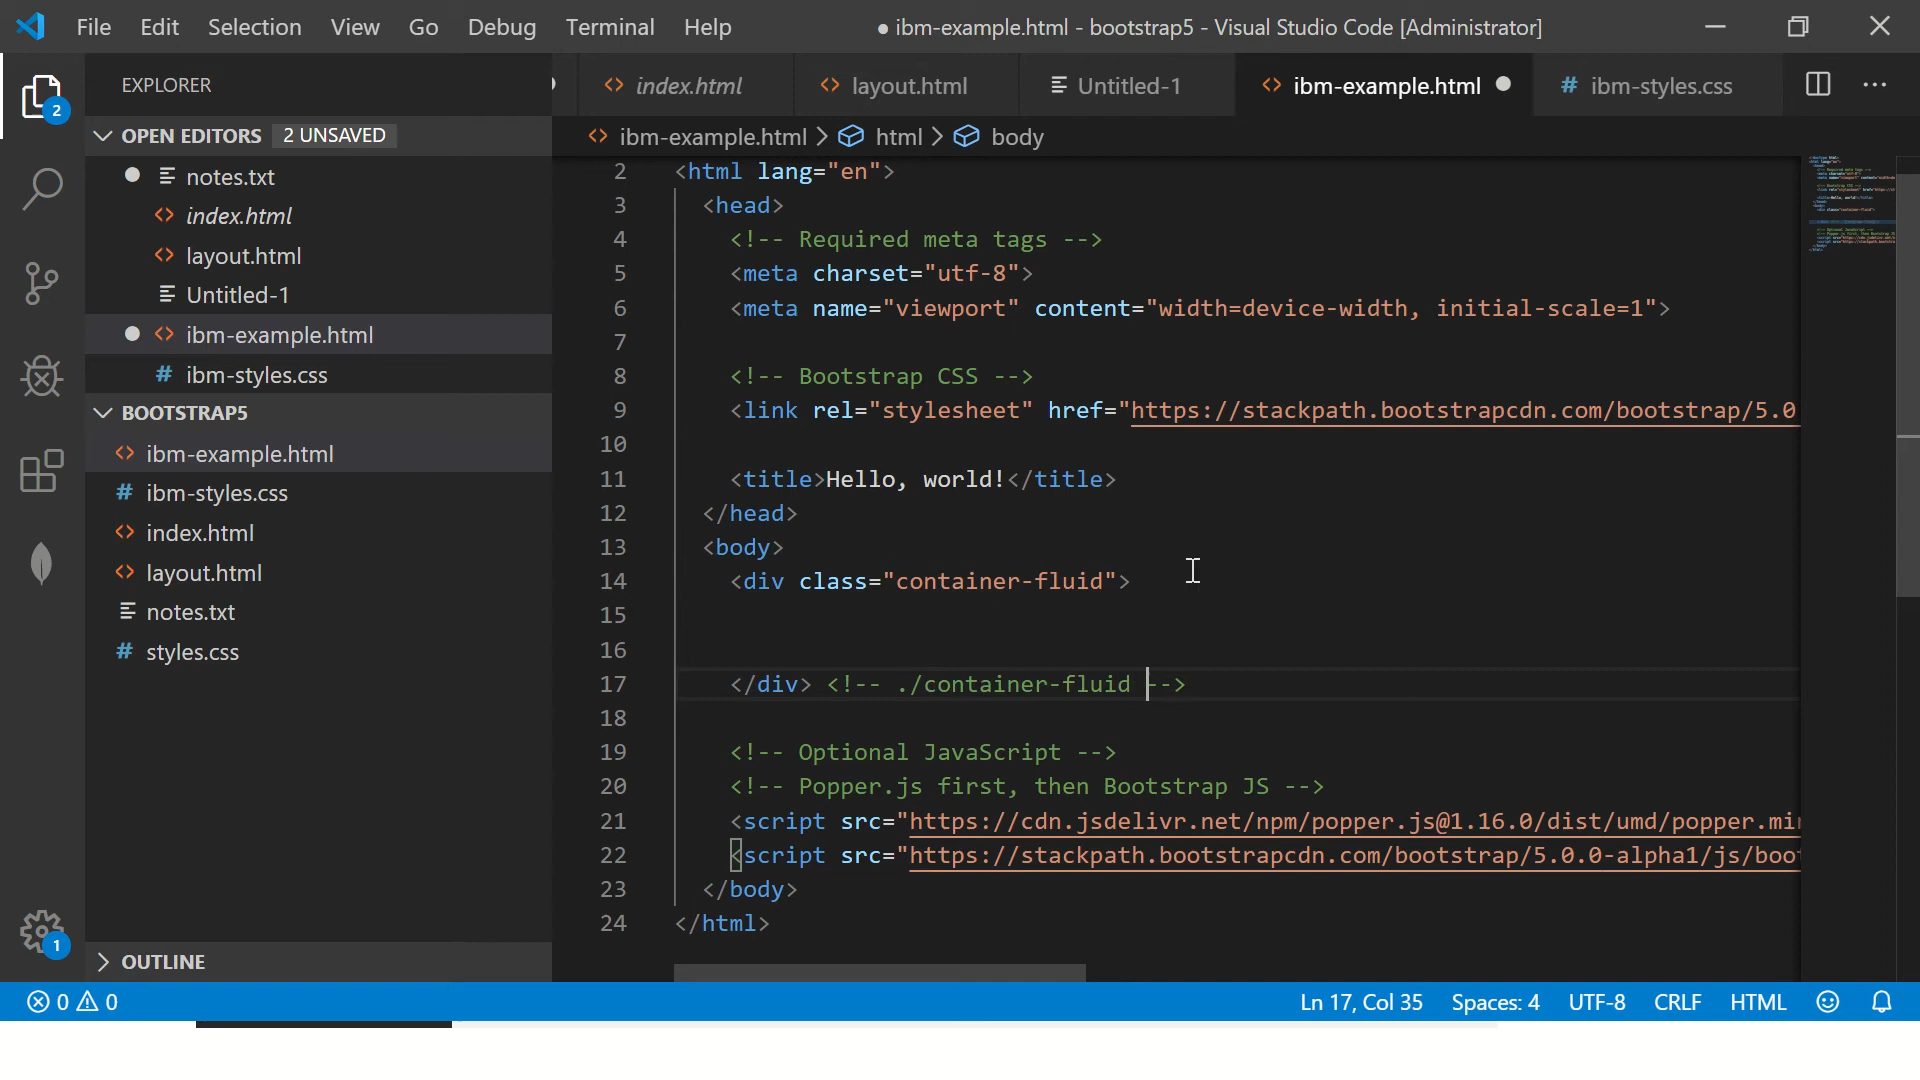 File Edit Selection View Go Debug Terminal Help ● ibm-example.html - bootstrap5 - Visual Studio Code [Administrator]
EXPLORER
index.html layout.html Untitled-1 ibm-example.html ibm-styles.css
2
OPEN EDITORS 2 UNSAVED
ibm-example.html > html > body
notes.txt
index.html
layout.html
Untitled-1
ibm-example.html
ibm-styles.css
BOOTSTRAP5
ibm-example.html
ibm-styles.css
index.html
layout.html
notes.txt
styles.css
1
OUTLINE
2 <html lang="en">
3 <head>
4 <!-- Required meta tags -->
5 <meta charset="utf-8">
6 <meta name="viewport" content="width=device-width, initial-scale=1">
7
8 <!-- Bootstrap CSS -->
9 <link rel="stylesheet" href="https://stackpath.bootstrapcdn.com/bootstrap/5.0
10
11 <title>Hello, world!</title>
12 </head>
13 <body>
14 <div class="container-fluid">
15
16
17 </div> <!-- ./container-fluid -->
18
19 <!-- Optional JavaScript -->
20 <!-- Popper.js first, then Bootstrap JS -->
21 <script src="https://cdn.jsdelivr.net/npm/popper.js@1.16.0/dist/umd/popper.min
22 <script src="https://stackpath.bootstrapcdn.com/bootstrap/5.0.0-alpha1/js/boot
23 </body>
24 </html>
0 0 Ln 17, Col 35 Spaces: 4 UTF-8 CRLF HTML